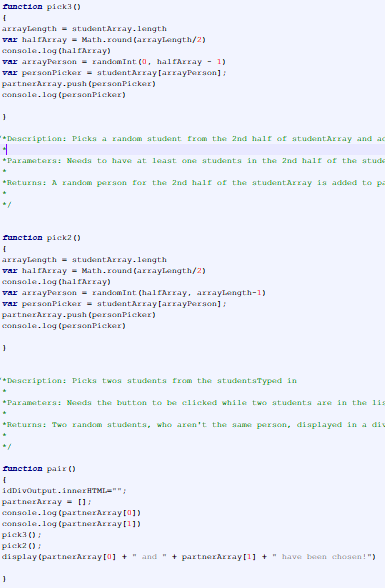 function pick3()
{
arrayLength = studentArray.length
var halfArray = Math.round(arrayLength/2)
console.log(halfArray)
var arrayPerson = randomInt(0, halfArray - 1)
var personPicker = studentArray[arrayPerson];
partnerArray.push(personPicker)
console.log(personPicker)
}
*Description: Picks a random student from the 2nd half of studentArray and
*
*Parameters: Needs to have at least one students in the 2nd half of the
*
*Returns: A random person for the 2nd half of the studentArray is added to
*
*/
function pick2()
{
arrayLength = studentArray.length
var halfArray = Math.round(arrayLength/2)
console.log(halfArray)
var arrayPerson = randomInt(halfArray, arrayLength-1)
var personPicker = studentArray[arrayPerson];
partnerArray.push(personPicker)
console.log(personPicker)
}
*Description: Picks twos students from the studentsTyped in
*
*Parameters: Needs the button to be clicked while two students are in the
*
*Returns: Two random students, who aren't the same person, displayed in a
*
*/
function pair()
{
idDivOutput.innerHTML="";
partnerArray = [];
console.log(partnerArray[0])
console.log(partnerArray[1])
pick3();
pick2();
display(partnerArray[0] + " and " + partnerArray[1] + " have been chosen!")
}